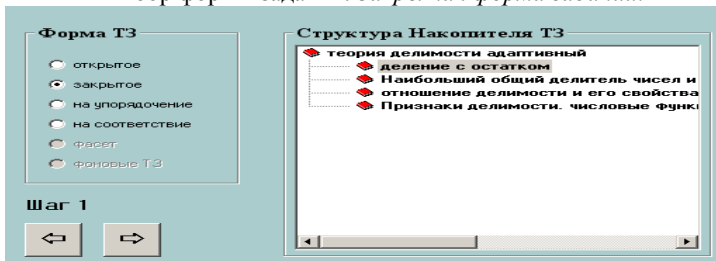 Форма ТЗ
открытое
закрытое
на упорядочение
на соответствие
фасет
фоновые ТЗ
Шаг 1
Структура Накопителя ТЗ
теория делимости адаптивный
деление с остатком
Наибольший общий делитель чисел и
отношение делимости и его свойства
Признаки делимости. числовые функ